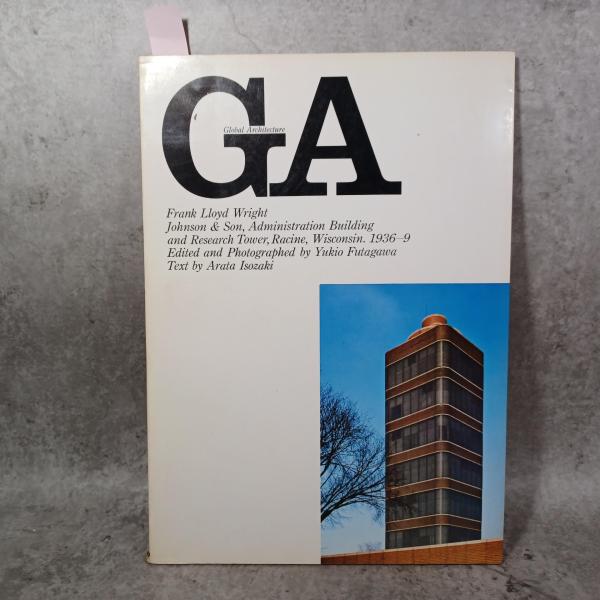 GA
Global Architecture
Frank Lloyd Wright
Johnson & Son, Administration Building
and Research Tower, Racine, Wisconsin. 1936–9
Edited and Photographed by Yukio Futagawa
Text by Arata Isozaki